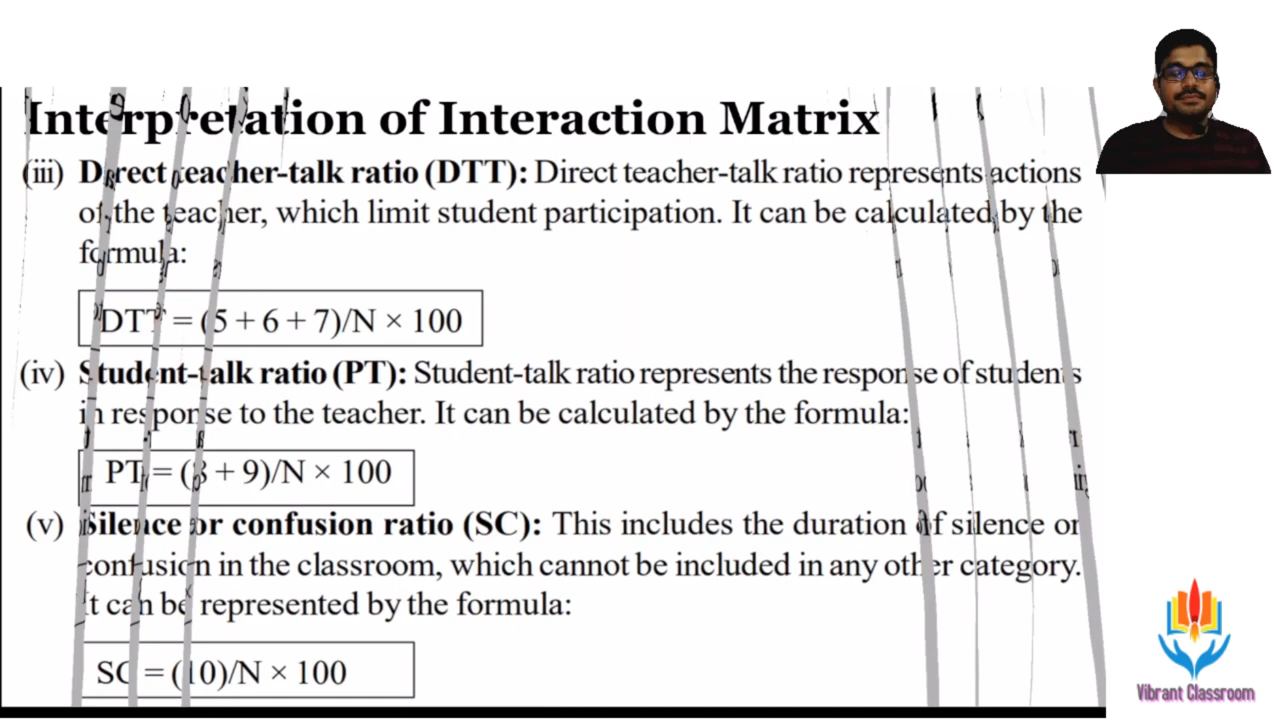 Interpretation of Interaction Matrix
(iii) Direct teacher-talk ratio (DTT): Direct teacher-talk ratio represents actions
of the teacher, which limit student participation. It can be calculated by the
formula:
DTT = (5 + 6 + 7)/N × 100
(iv) Student-talk ratio (PT): Student-talk ratio represents the response of students
in response to the teacher. It can be calculated by the formula:
PT = (8 + 9)/N × 100
(v) Silence or confusion ratio (SC): This includes the duration of silence or
confusion in the classroom, which cannot be included in any other category.
It can be represented by the formula:
SC = (10)/N × 100
Vibrant Classroom